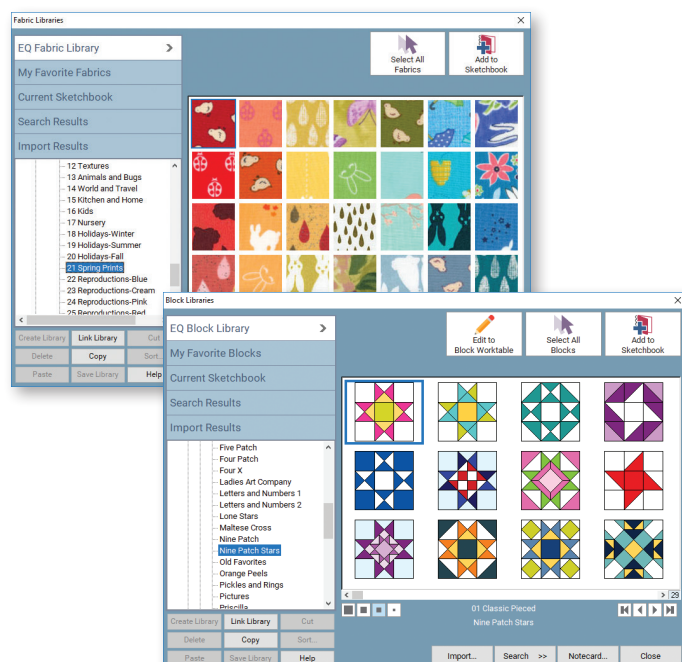 Fabric Libraries
EQ Fabric Library >
My Favorite Fabrics
Current Sketchbook
Search Results
Import Results
Select All
Fabrics
Add to
Sketchbook
12 Textures
13 Animals and Bugs
14 World and Travel
15 Kitchen and Home
16 Kids
17 Nursery
18 Holidays-Winter
19 Holidays-Summer
20 Holidays-Fall
21 Spring Prints
22 Reproductions-Blue
23 Reproductions-Cream
24 Reproductions-Pink
25 Reproductions-Red
Create Library Link Library Cut
Delete Copy Sort...
Paste Save Library Help
Block Libraries
EQ Block Library >
My Favorite Blocks
Current Sketchbook
Search Results
Import Results
Edit to
Block Worktable
Select All
Blocks
Add to
Sketchbook
Five Patch
Four Patch
Four X
Ladies Art Company
Letters and Numbers 1
Letters and Numbers 2
Lone Stars
Maltese Cross
Nine Patch
Nine Patch Stars
Old Favorites
Orange Peels
Pickles and Rings
Pictures
Priscilla
29
01 Classic Pieced
Nine Patch Stars
Create Library Link Library Cut
Delete Copy Sort...
Paste Save Library Help
Import... Search >> Notecard... Close